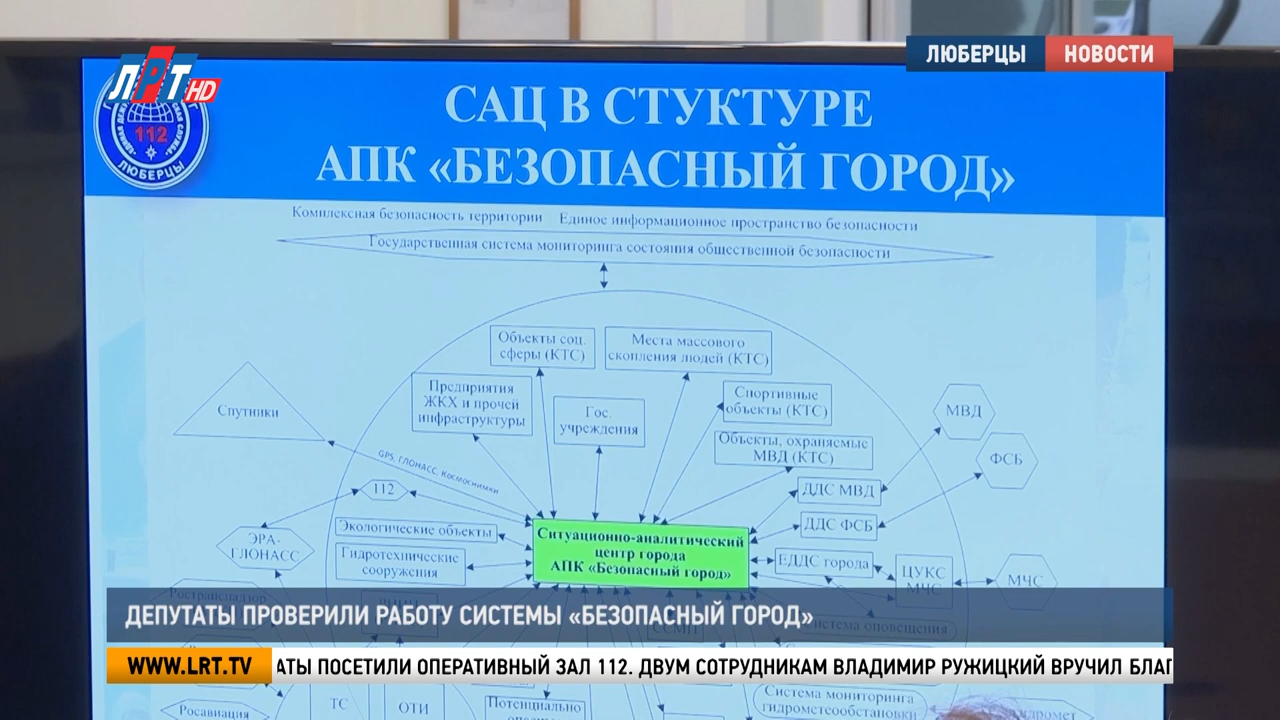 ЛРТ HD
ЛЮБЕРЦЫ НОВОСТИ
112
ЛЮБЕРЦЫ
САЦ В СТУКТУРЕ
АПК «БЕЗОПАСНЫЙ ГОРОД»
Комплексная безопасность территории Единое информационное пространство безопасности
Государственная система мониторинга состояния общественной безопасности
Объекты соц.
сферы (КТС)
Места массового
скопления людей (КТС)
Предприятия
ЖКХ и прочей
инфраструктуры
Гос.
учреждения
Спортивные
объекты (КТС)
Объекты, охраняемые
МВД (КТС)
Спутники
GPS, ГЛОНАСС, Космоснимки
МВД
ФСБ
112
ДДС МВД
ДДС ФСБ
ЭРА-
ГЛОНАСС
Экологические объекты
Гидротехнические
сооружения
Ситуационно-аналитический
центр города
АПК «Безопасный город»
ЕДДС города
ЦУКС
МЧС
МЧС
Ространснадзор
система оповещения
ДЕПУТАТЫ ПРОВЕРИЛИ РАБОТУ СИСТЕМЫ «БЕЗОПАСНЫЙ ГОРОД»
WWW.LRT.TV
АТЫ ПОСЕТИЛИ ОПЕРАТИВНЫЙ ЗАЛ 112. ДВУМ СОТРУДНИКАМ ВЛАДИМИР РУЖИЦКИЙ ВРУЧИЛ БЛАГ
Росавиация
ТС
ОТИ
Потенциально
Система мониторинга
гидрометеообстановки